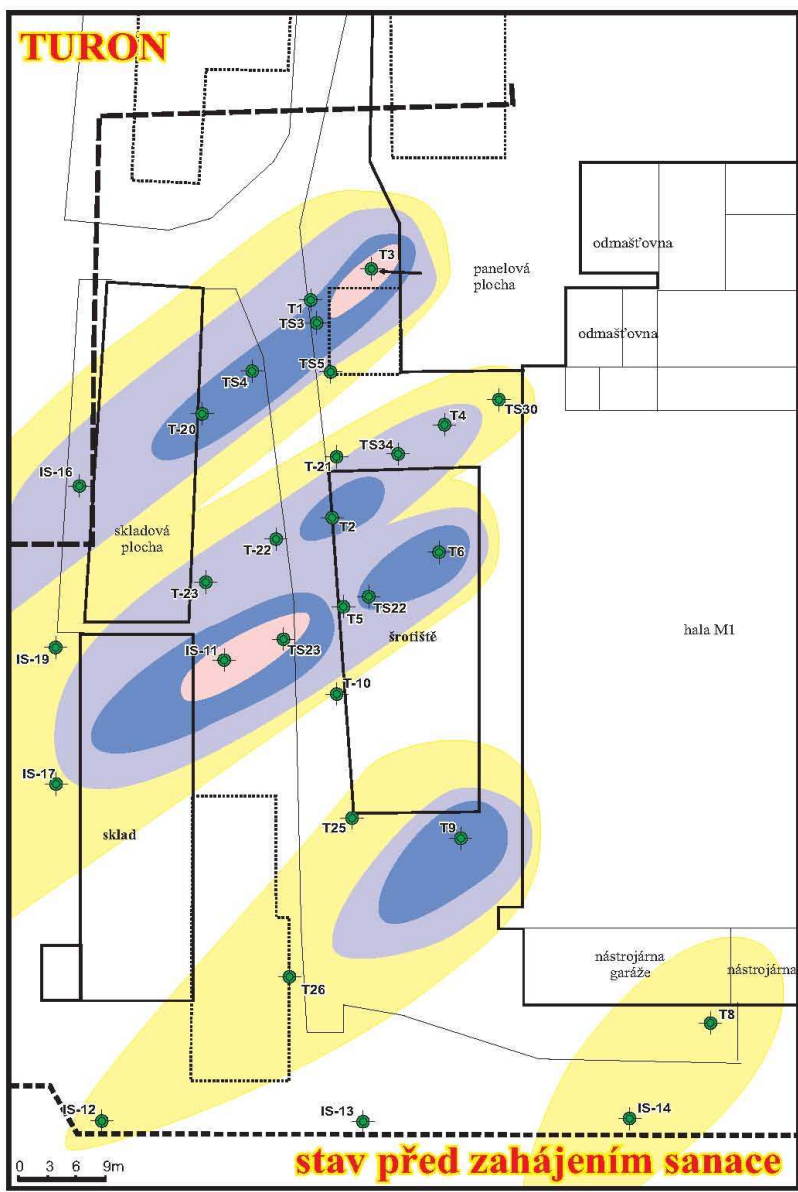 TURON
odmašťovna
T3
panelová
plocha
T1
TS3
odmašťovna
TS5
TS4
T-20
TS30
T4
TS34
T-21
IS-16
T2
skladová
plocha
T-22
T6
T-23
TS22
T5
šrotiště
hala M1
TS23
IS-11
IS-19
T-10
IS-17
T25
sklad
T9
nástrojárna
garáže
nástrojárna
T26
T8
IS-12
IS-13
IS-14
stav před zahájením sanace
0 3 6 9m